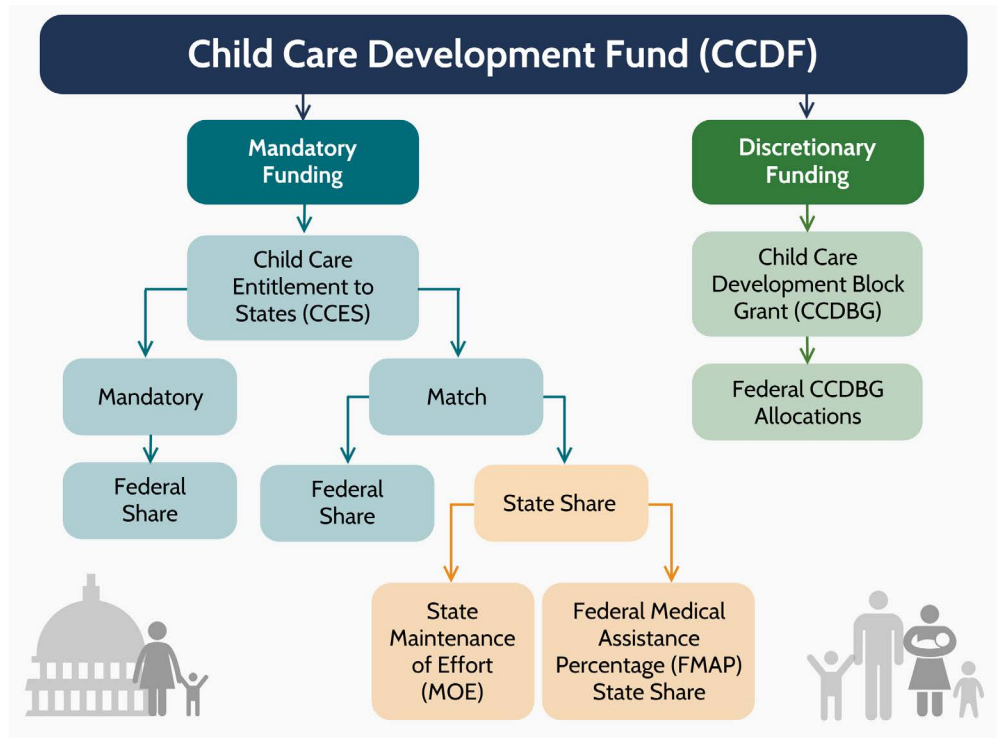 Child Care Development Fund (CCDF)
Mandatory
Funding
Discretionary
Funding
Child Care
Entitlement to
States (CCES)
Child Care
Development Block
Grant (CCDBG)
Mandatory
Match
Federal CCDBG
Allocations
Federal
Share
Federal
Share
State Share
State
Maintenance
of Effort
(MOE)
Federal Medical
Assistance
Percentage (FMAP)
State Share